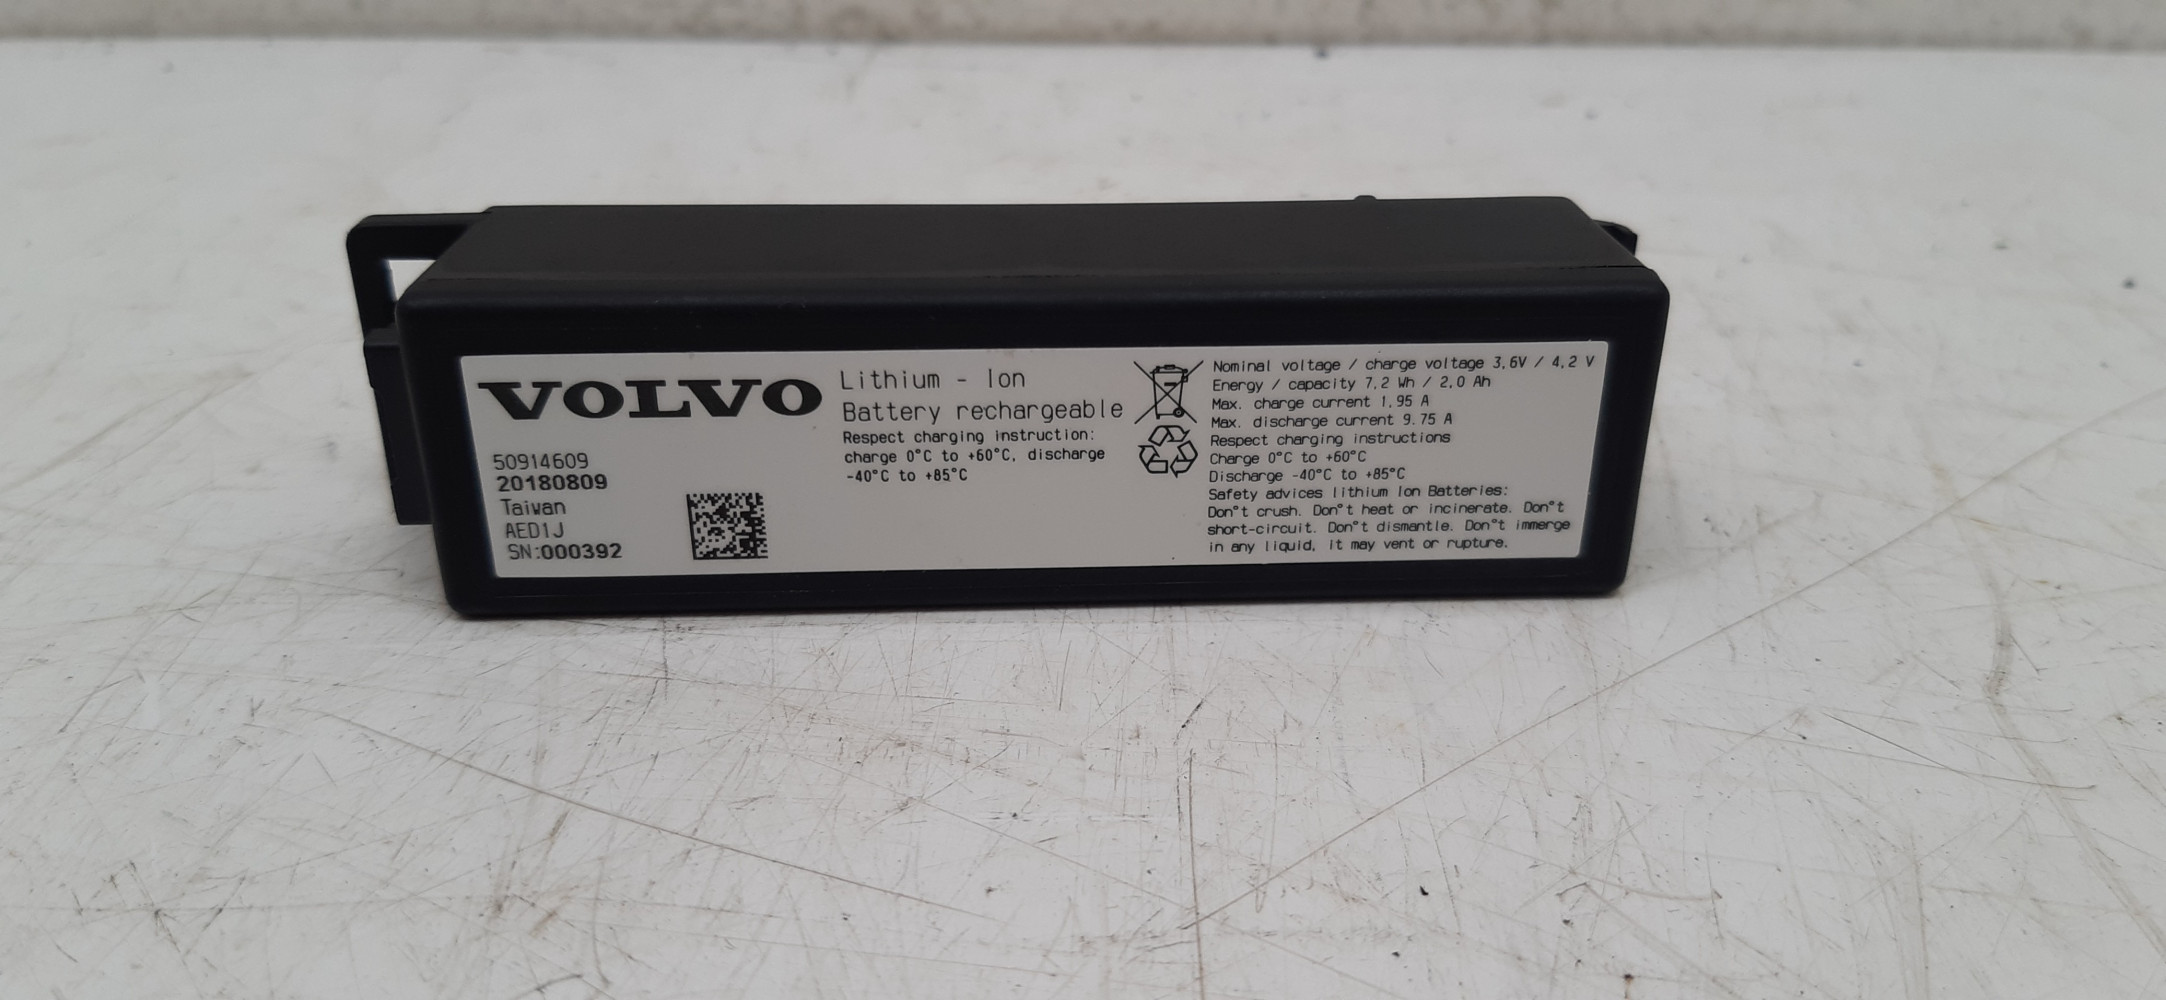 VOLVO
50914609
20180809
Taiwan
AED1J
SN:000392
Lithium - Ion
Battery rechargeable
Respect charging instruction:
charge 0°C to +60°C, discharge
-40°C to +85°C
Nominal voltage / charge voltage 3,6V / 4,2 V
Energy / capacity 7,2 Wh / 2,0 Ah
Max. charge current 1,95 A
Max. discharge current 9.75 A
Respect charging instructions
Charge 0°C to +60°C
Discharge -40°C to +85°C
Safety advices lithium Ion Batteries:
Don°t crush. Don°t heat or incinerate. Don°t
short-circuit. Don°t dismantle. Don°t immerge
in any liquid, it may vent or rupture.